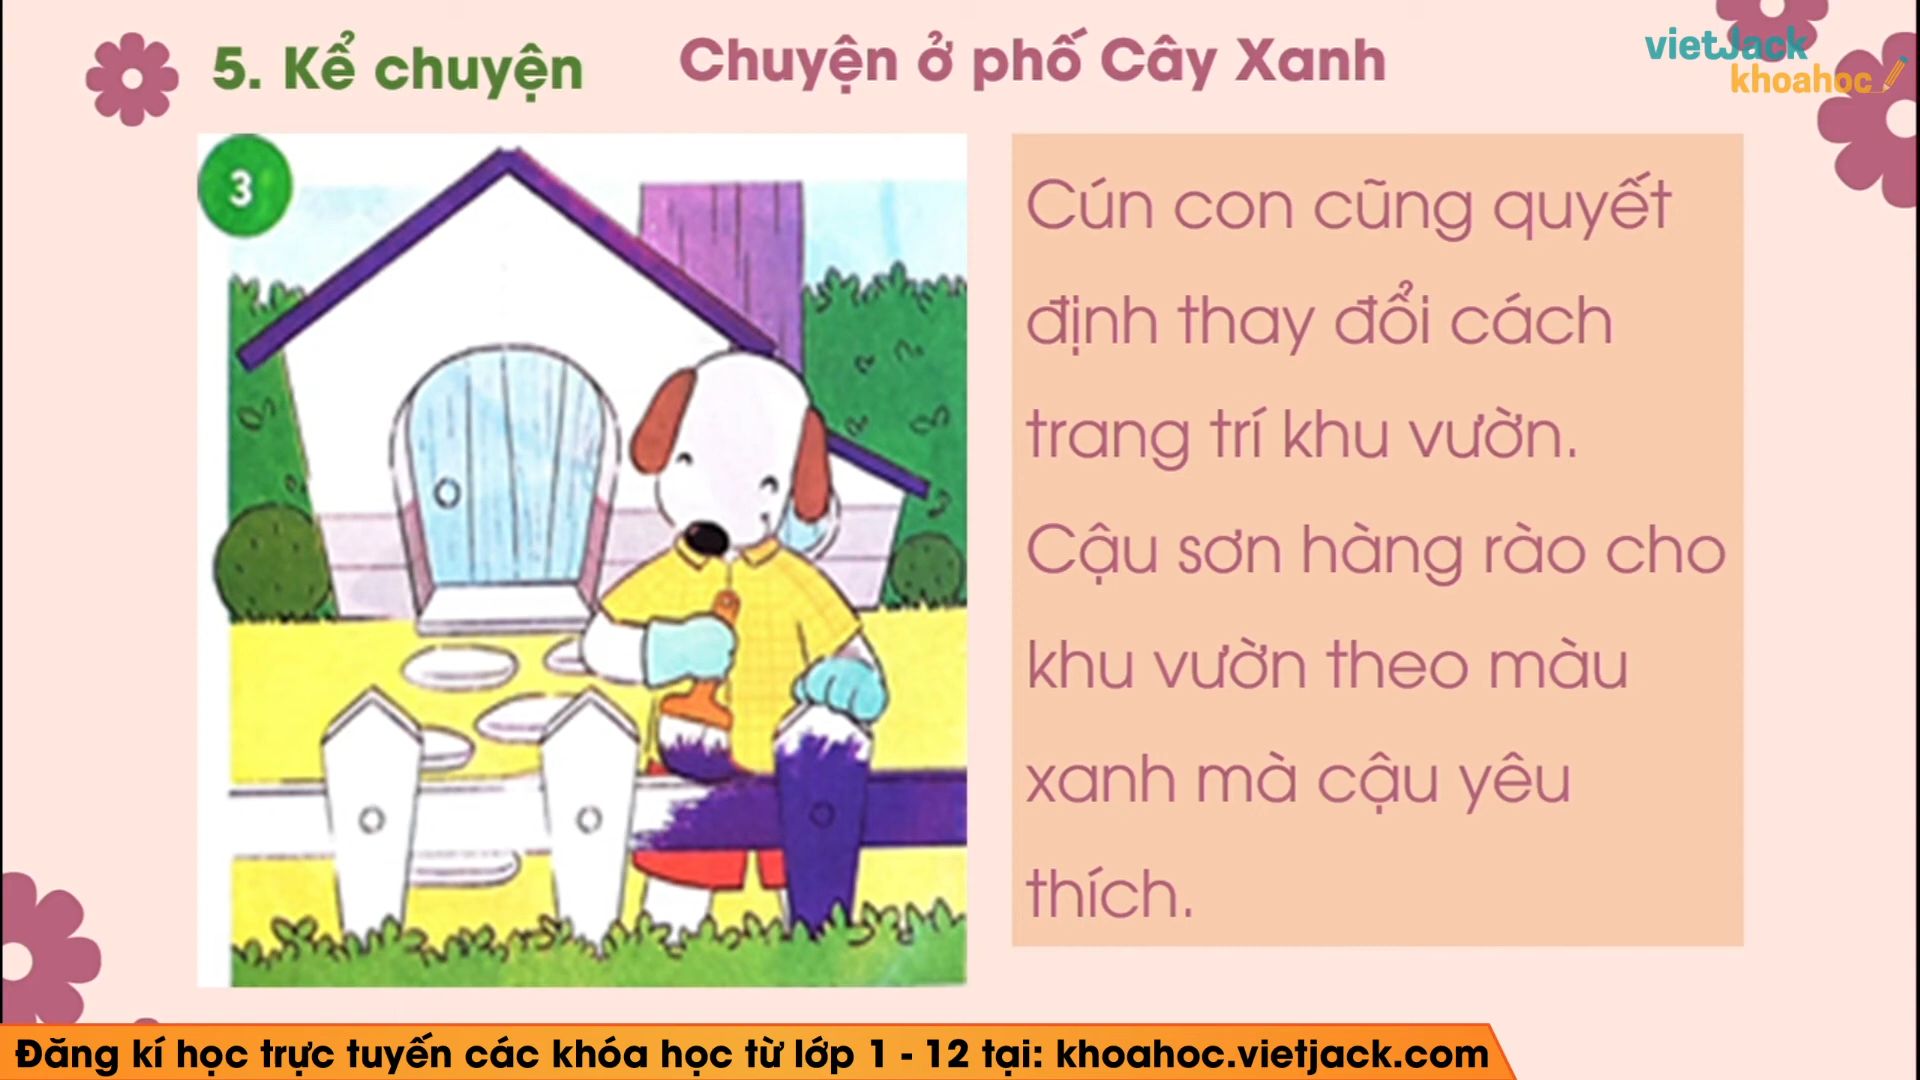 5. Kể chuyện
Chuyện ở phố Cây Xanh
vietJack
khoahoc
3
Cún con cũng quyết
định thay đổi cách
trang trí khu vườn.
Cậu sơn hàng rào cho
khu vườn theo màu
xanh mà cậu yêu
thích.
Đăng kí học trực tuyến các khóa học từ lớp 1 - 12 tại: khoahoc.vietjack.com